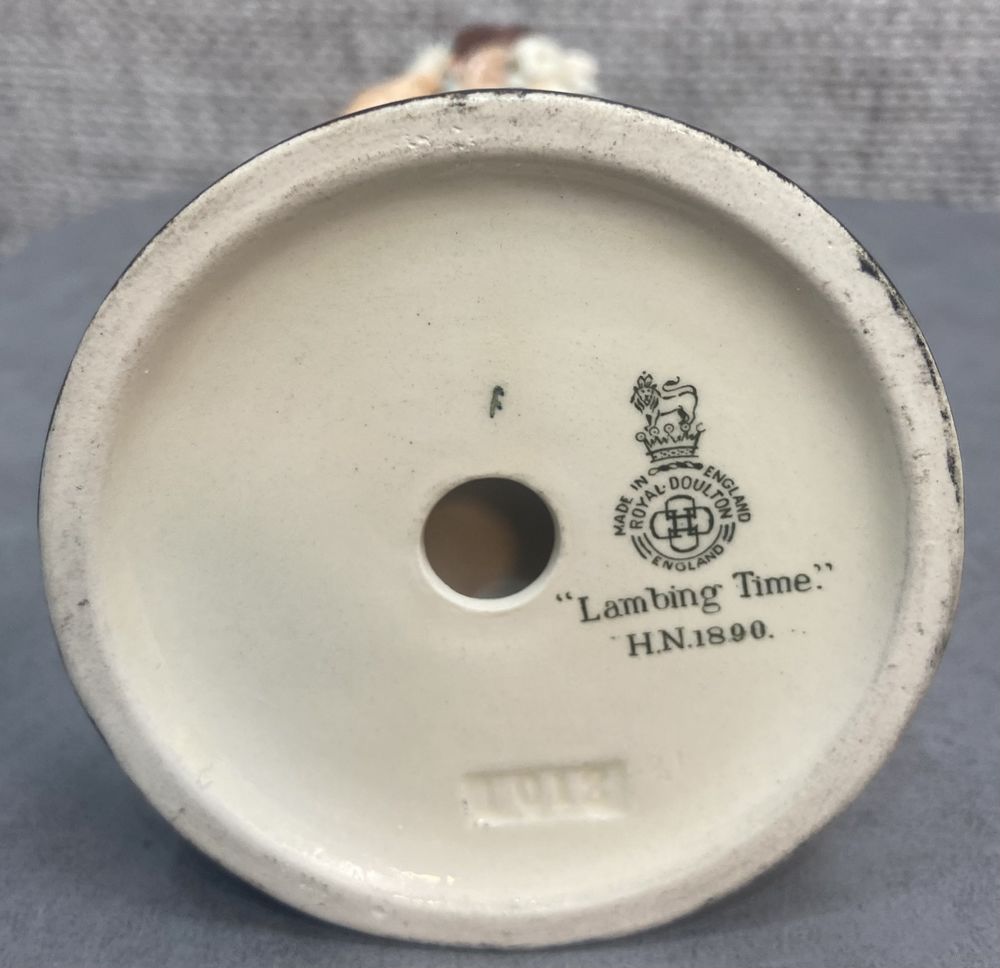 F
MADE IN ENGLAND
ROYAL·DOULTON
ENGLAND
"Lambing Time."
H.N.1890.